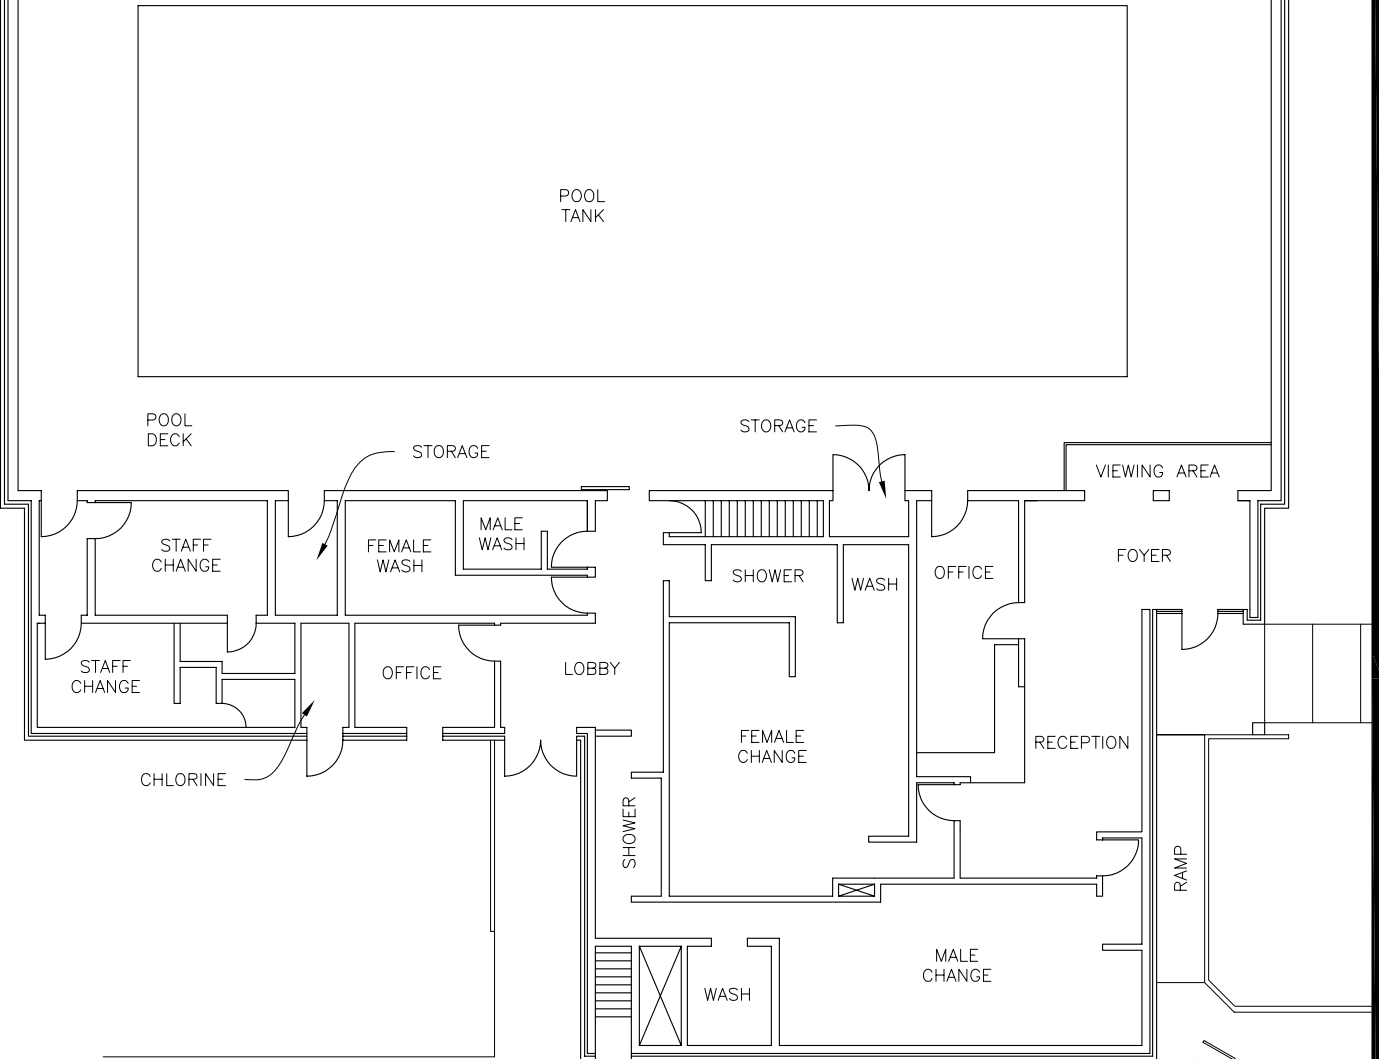 POOL
TANK
POOL
DECK
STORAGE
STORAGE
VIEWING AREA
STAFF
CHANGE
FEMALE
WASH
MALE
WASH
SHOWER
WASH
OFFICE
FOYER
STAFF
CHANGE
OFFICE
LOBBY
CHLORINE
FEMALE
CHANGE
RECEPTION
SHOWER
RAMP
MALE
CHANGE
WASH